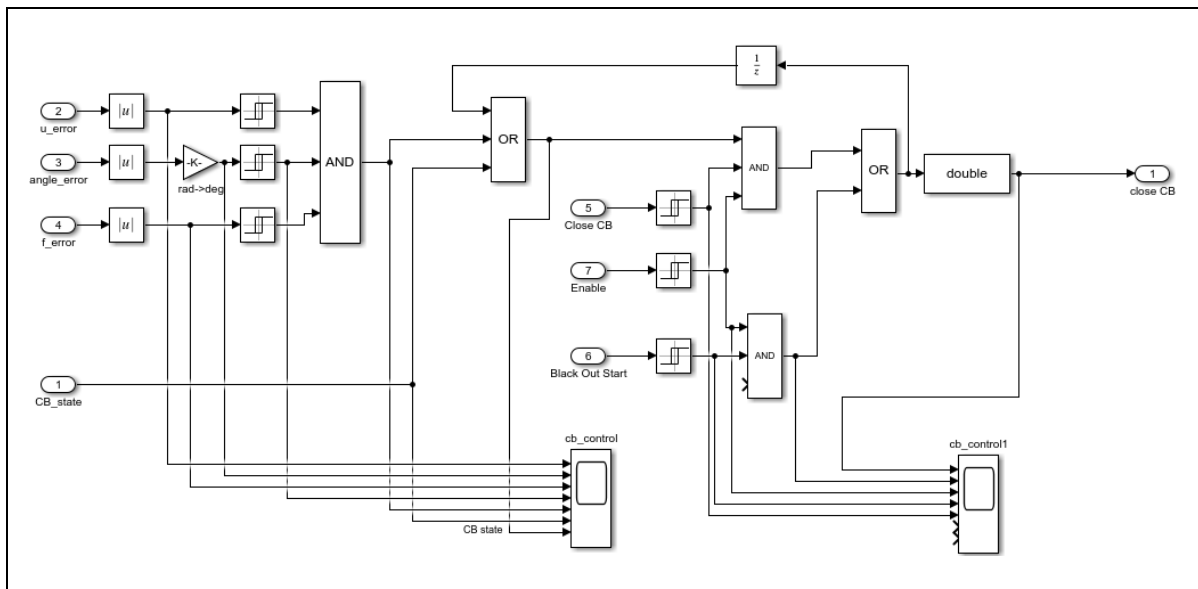 1
z
2
u_error
|u|
3
angle_error
|u|
-K-
rad->deg
4
f_error
|u|
AND
OR
AND
OR
double
1
close CB
5
Close CB
7
Enable
6
Black Out Start
AND
1
CB_state
cb_control
CB state
cb_control1